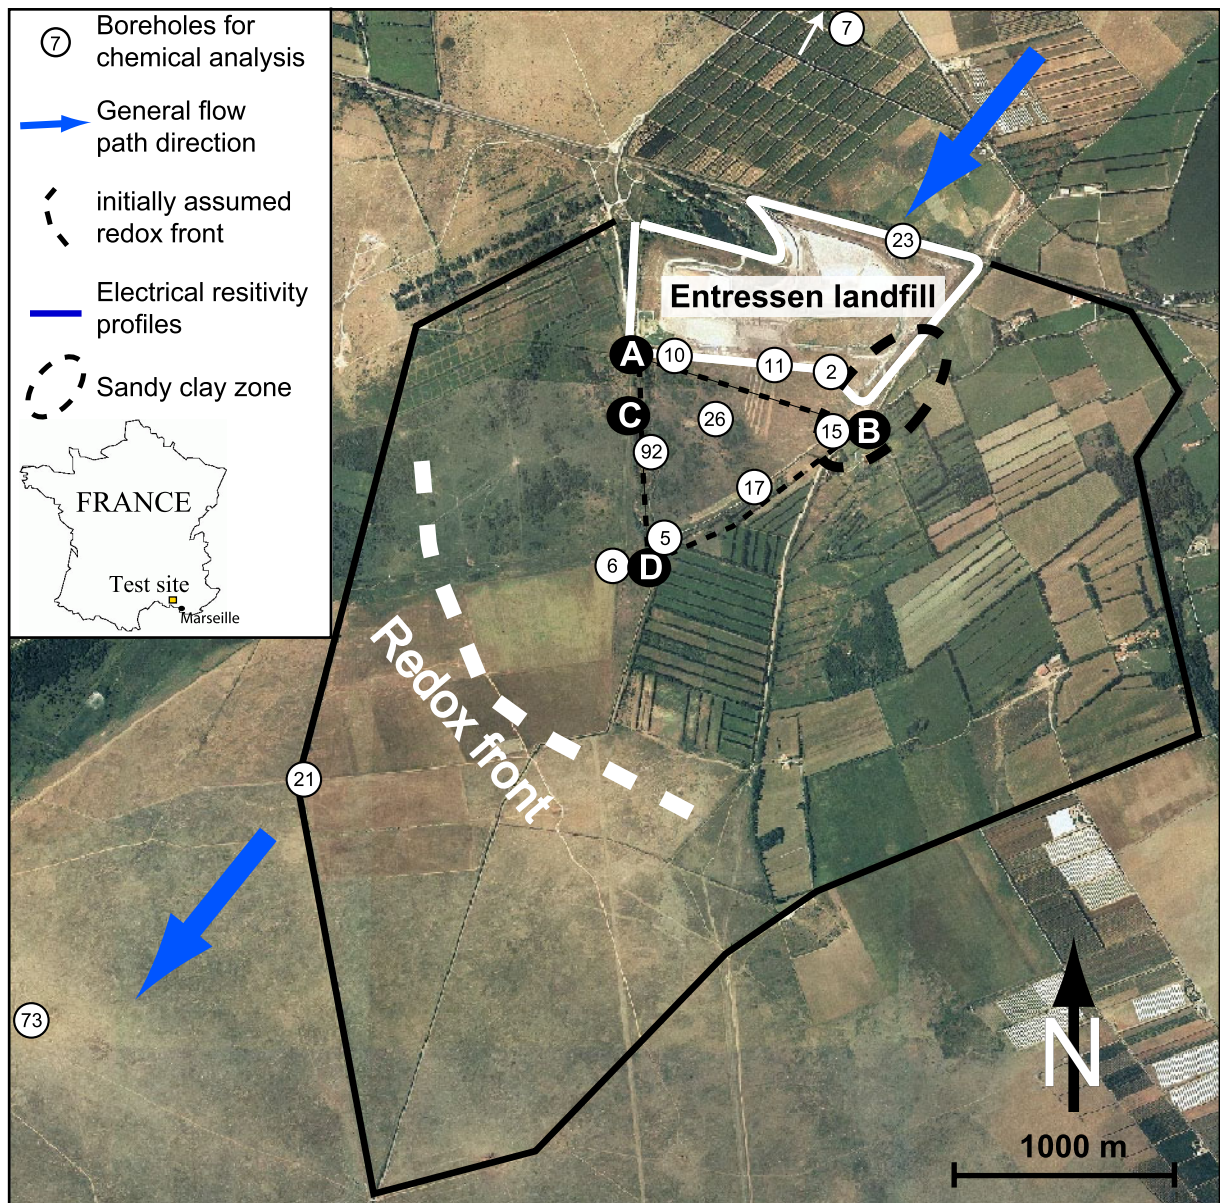 7
Boreholes for
chemical analysis
General flow
path direction
initially assumed
redox front
Electrical resitivity
profiles
Sandy clay zone
FRANCE
Test site
Marseille
7
23
Entressen landfill
A
10
11
2
C
26
15
B
92
17
5
6
D
Redox front
21
73
N
1000 m